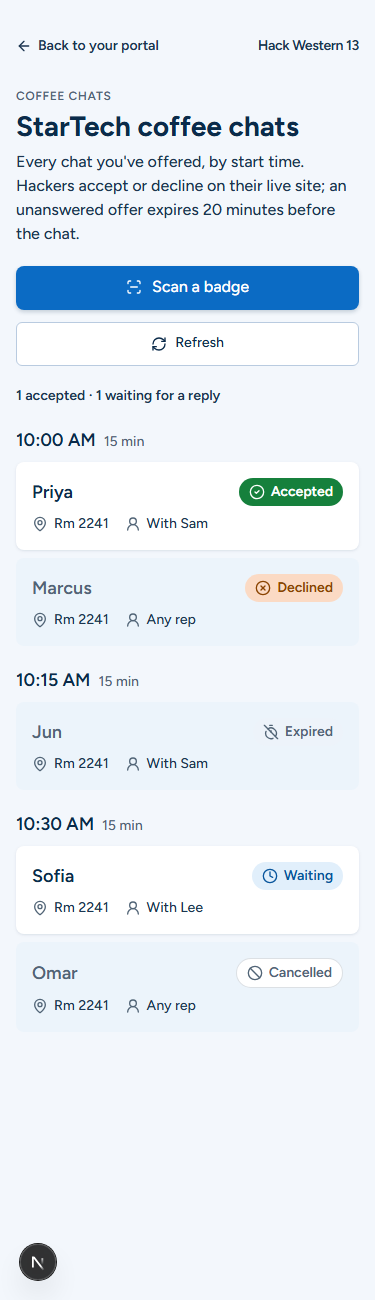 Back to your portal
Hack Western 13
COFFEE CHATS
StarTech coffee chats
Every chat you've offered, by start time.
Hackers accept or decline on their live site; an
unanswered offer expires 20 minutes before
the chat.
Scan a badge
Refresh
1 accepted · 1 waiting for a reply
10:00 AM 15 min
Priya
Accepted
Rm 2241 With Sam
Marcus
Declined
Rm 2241 Any rep
10:15 AM 15 min
Jun
Expired
Rm 2241 With Sam
10:30 AM 15 min
Sofia
Waiting
Rm 2241 With Lee
Omar
Cancelled
Rm 2241 Any rep
N